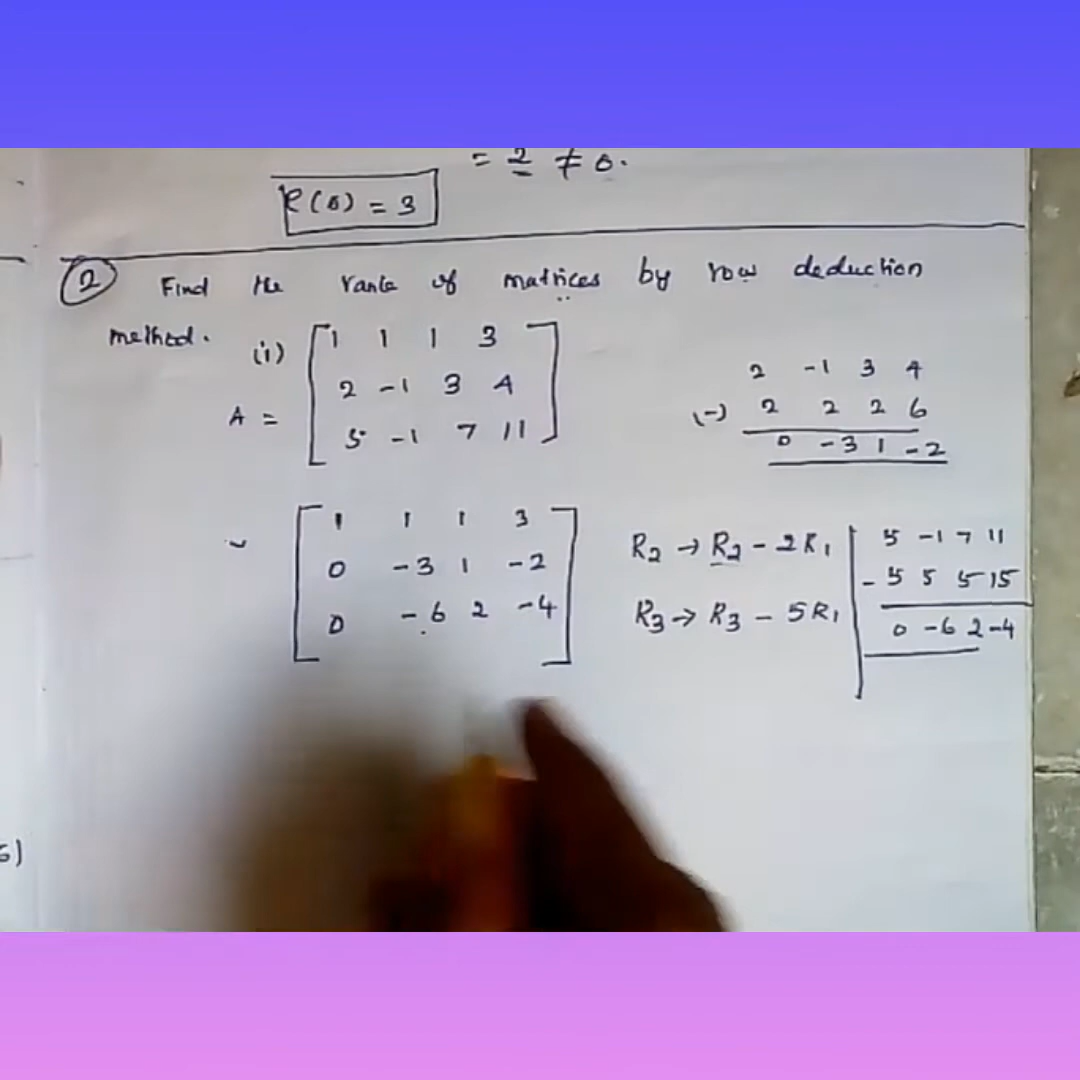 = 2 ≠ 0.
ρ(A) = 3
② Find the rank of matrices by row deduction
method. (i)
A = [ 1 1 1 3
2 -1 3 4
5 -1 7 11 ]
2 -1 3 4
(-) 2 2 2 6
0 -3 1 -2
~ [ 1 1 1 3
0 -3 1 -2
0 -6 2 -4 ]
R₂ → R₂ - 2R₁
R₃ → R₃ - 5R₁
5 -1 7 11
- 5 5 5 15
0 -6 2 -4